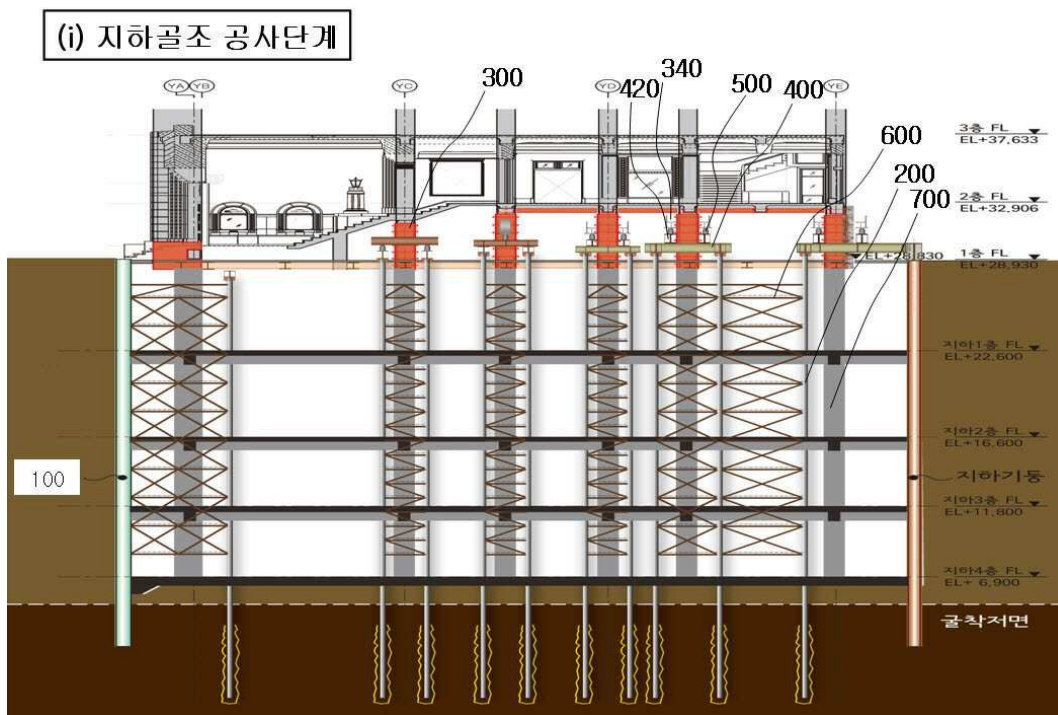 (i) 지하골조 공사단계
YA YB YC YD YE
300
420
340
500
400
600
200
700
3층 FL
EL+37,633
2층 FL
EL+32,906
EL+28,830
1층 FL
EL+28,930
지하1층 FL
EL+22,600
지하2층 FL
EL+16,600
100
지하기둥
지하3층 FL
EL+11,800
지하4층 FL
EL+ 6,900
굴착저면